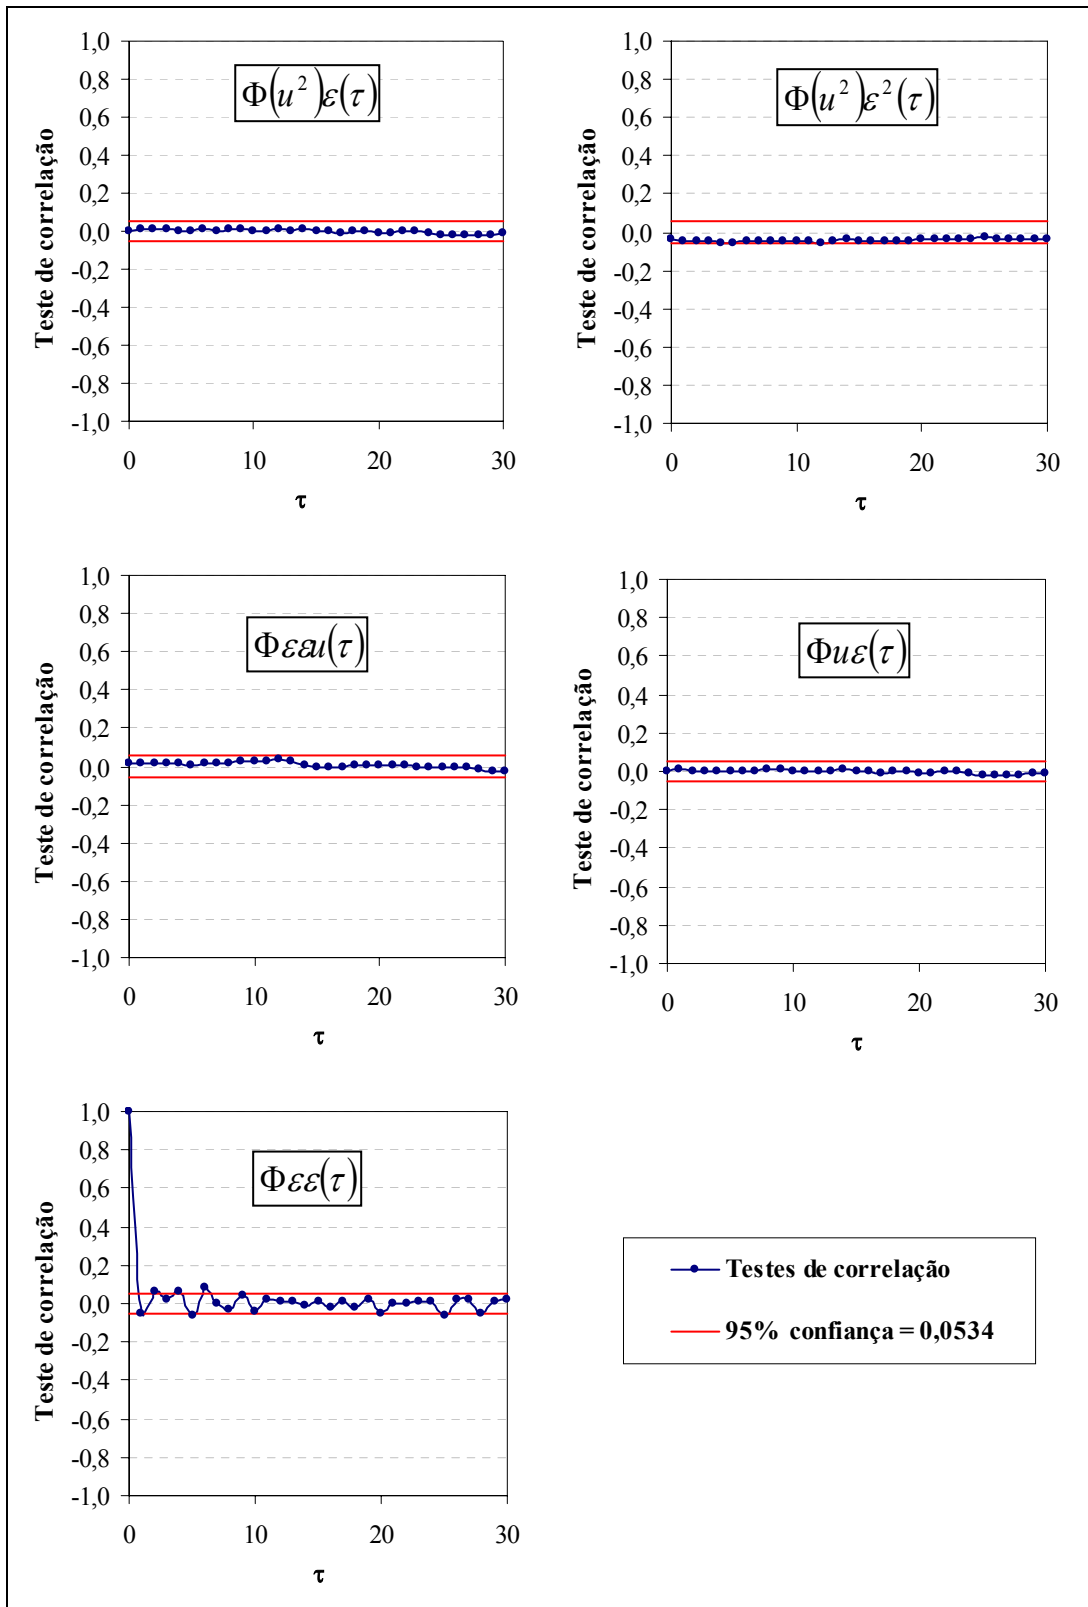 Φ(u²)ε(τ)
Teste de correlação
1,0
0,8
0,6
0,4
0,2
0,0
-0,2
-0,4
-0,6
-0,8
-1,0
0 10 20 30
τ
Φ(u²)ε²(τ)
Teste de correlação
1,0
0,8
0,6
0,4
0,2
0,0
-0,2
-0,4
-0,6
-0,8
-1,0
0 10 20 30
τ
Φεεu(τ)
Teste de correlação
1,0
0,8
0,6
0,4
0,2
0,0
-0,2
-0,4
-0,6
-0,8
-1,0
0 10 20 30
τ
Φuε(τ)
Teste de correlação
1,0
0,8
0,6
0,4
0,2
0,0
-0,2
-0,4
-0,6
-0,8
-1,0
0 10 20 30
τ
Φεε(τ)
Teste de correlação
1,0
0,8
0,6
0,4
0,2
0,0
-0,2
-0,4
-0,6
-0,8
-1,0
0 10 20 30
τ
Testes de correlação
95% confiança = 0,0534